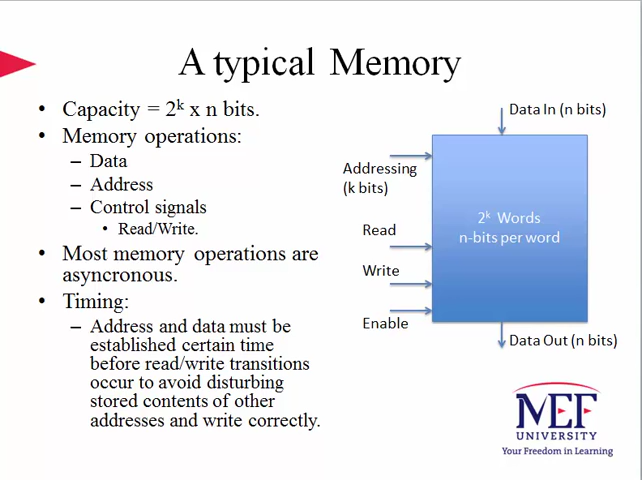 A typical Memory
• Capacity = 2^k x n bits.
• Memory operations:
– Data
– Address
– Control signals
• Read/Write.
• Most memory operations are
asyncronous.
• Timing:
– Address and data must be
established certain time
before read/write transitions
occur to avoid disturbing
stored contents of other
addresses and write correctly.
Data In (n bits)
Addressing
(k bits)
Read
Write
Enable
2^k Words
n-bits per word
Data Out (n bits)
MEF
UNIVERSITY
Your Freedom in Learning